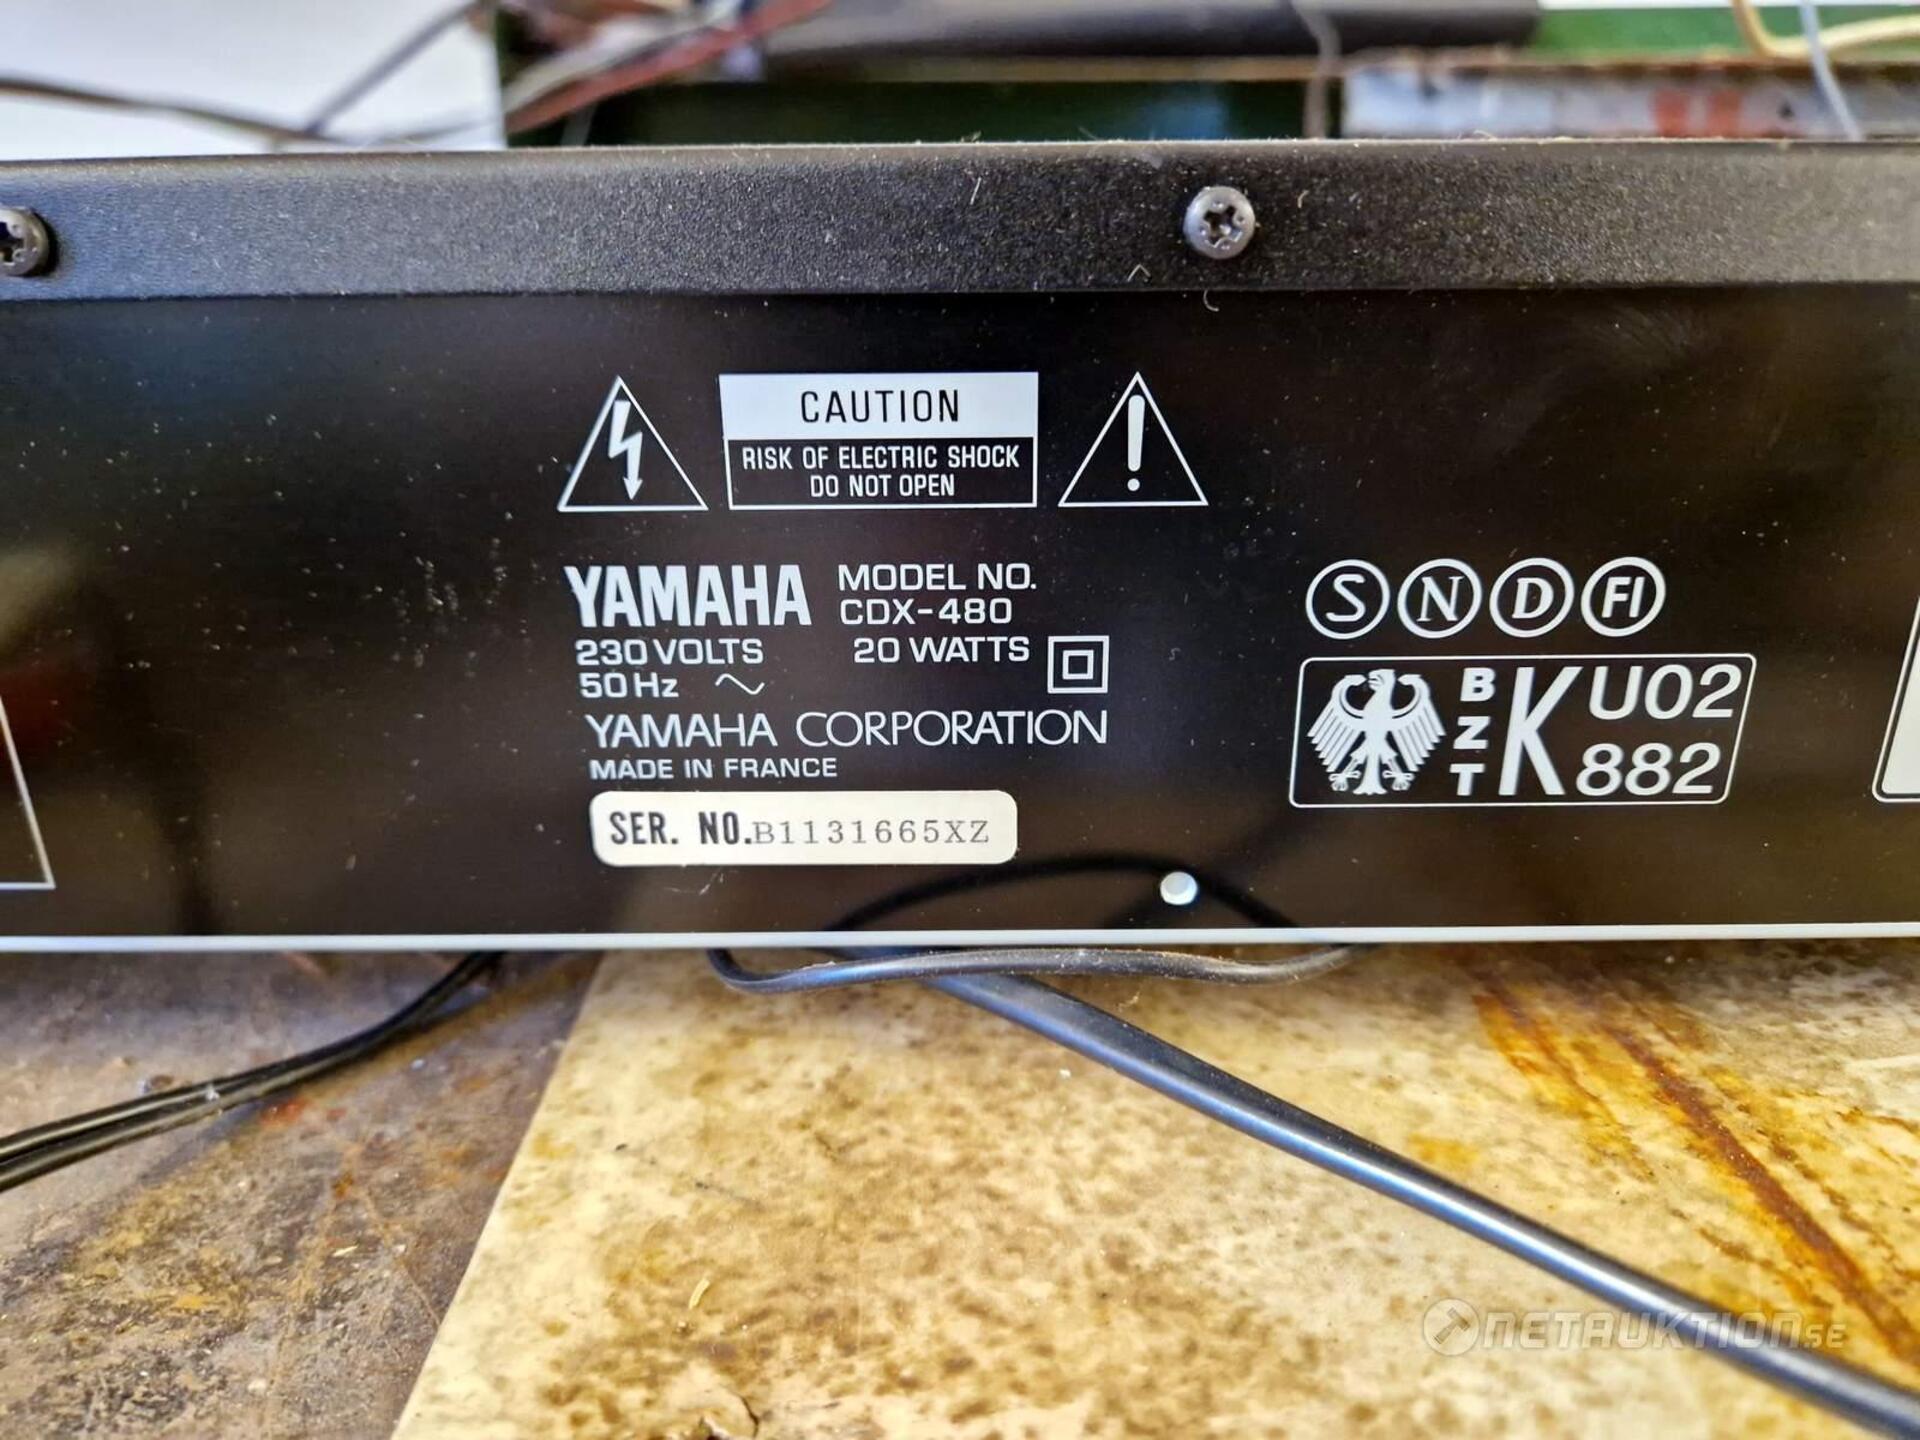 CAUTION
RISK OF ELECTRIC SHOCK
DO NOT OPEN
YAMAHA
MODEL NO.
CDX-480
230 VOLTS
20 WATTS
50 Hz
YAMAHA CORPORATION
MADE IN FRANCE
SER. NO. B1131665XZ
S N D FI
BZT K U02
882
NETAUKTION.SE